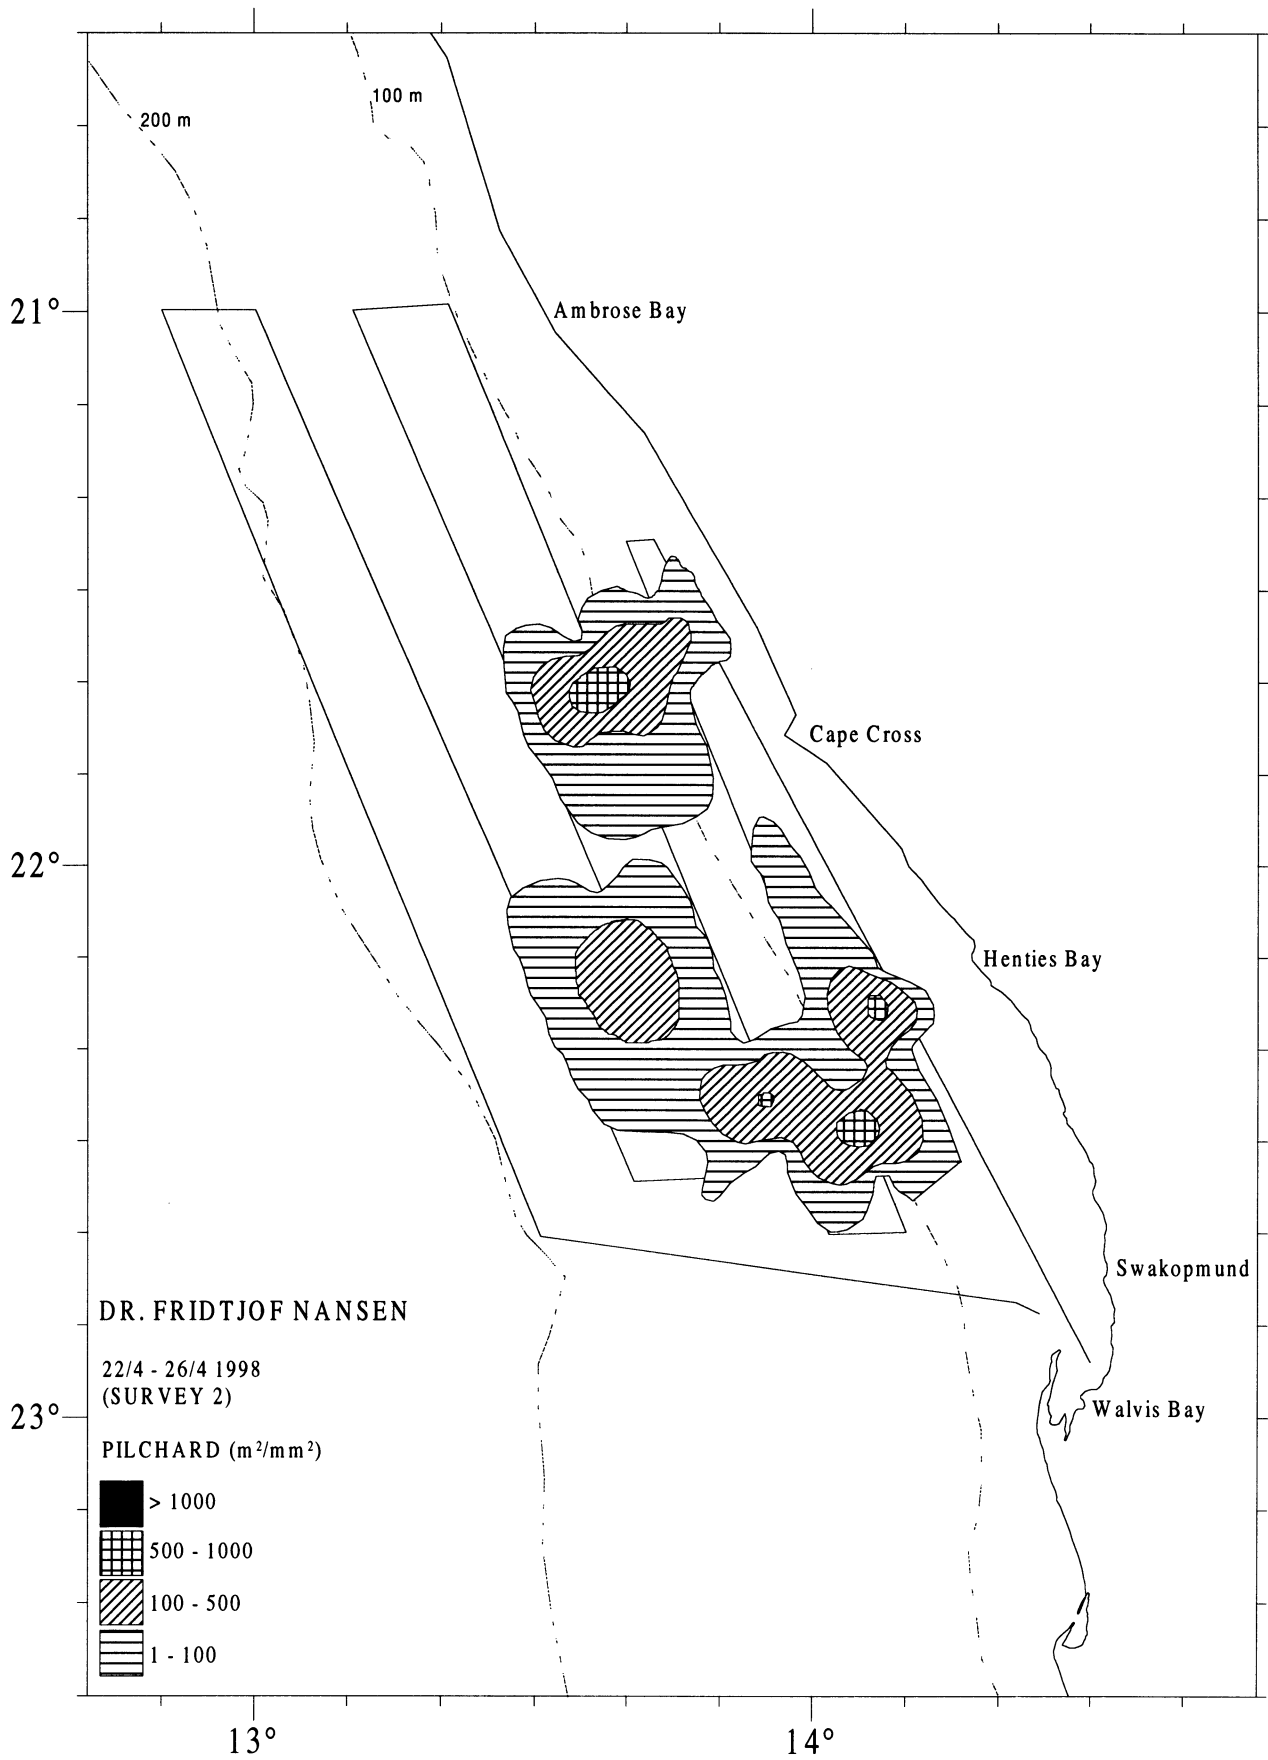 100 m
200 m
21°
Ambrose Bay
Cape Cross
22°
Henties Bay
Swakopmund
DR. FRIDTJOF NANSEN
22/4 - 26/4 1998
(SURVEY 2)
23°
Walvis Bay
PILCHARD (m²/mm²)
> 1000
500 - 1000
100 - 500
1 - 100
13°
14°